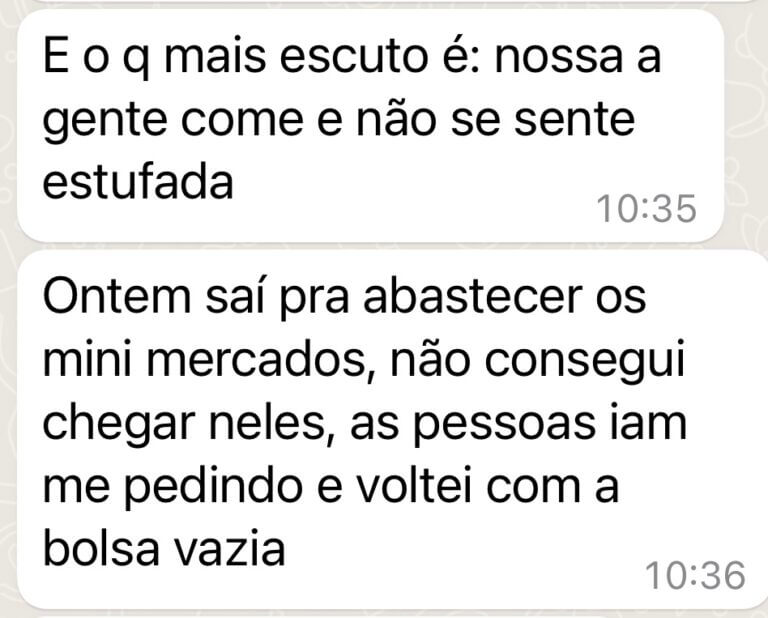 E o q mais escuto é: nossa a
gente come e não se sente
estufada
10:35
Ontem saí pra abastecer os
mini mercados, não consegui
chegar neles, as pessoas iam
me pedindo e voltei com a
bolsa vazia
10:36